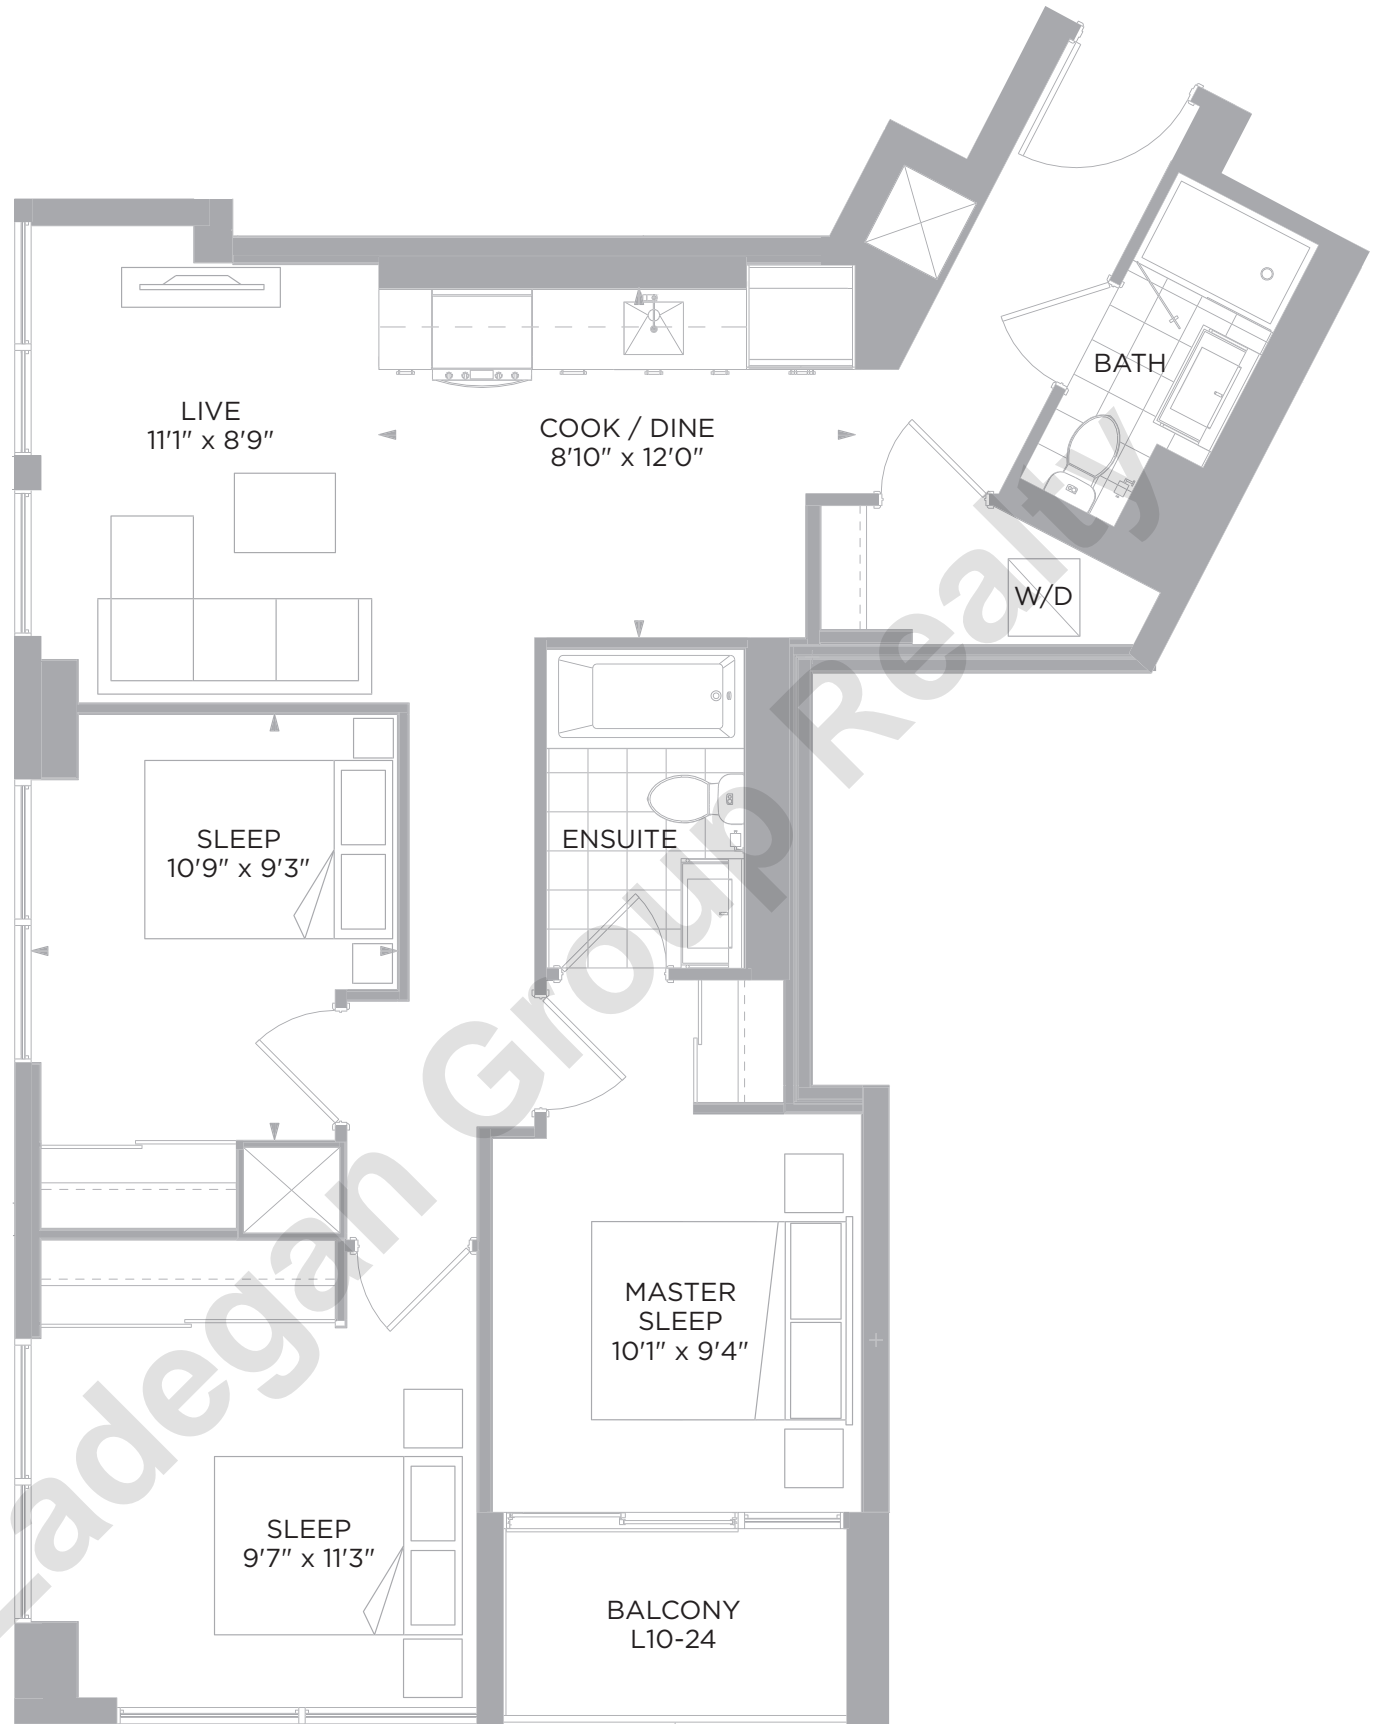 BATH
LIVE
11'1" x 8'9"
COOK / DINE
8'10" x 12'0"
W/D
SLEEP
10'9" x 9'3"
ENSUITE
MASTER
SLEEP
10'1" x 9'4"
SLEEP
9'7" x 11'3"
BALCONY
L10-24
Zadegan Group Realty